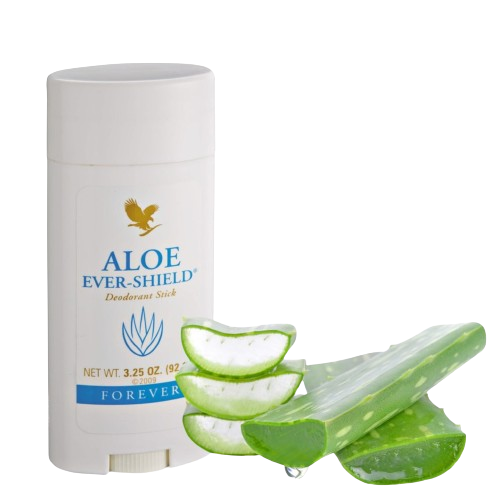 ALOE
EVER-SHIELD®
Deodorant Stick
NET WT. 3.25 OZ. (92
©2009
FOREVER